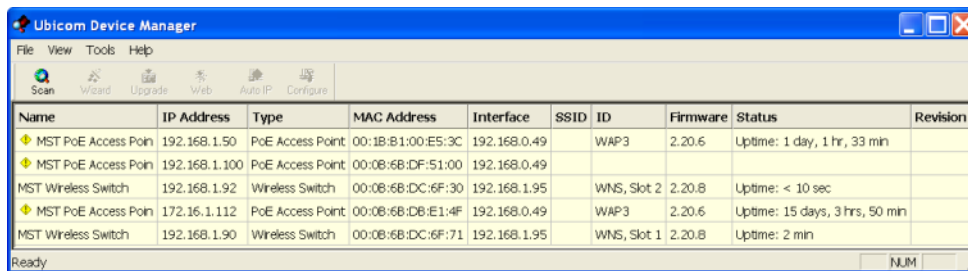 Ubicom Device Manager
File View Tools Help
Scan Wizard Upgrade Web Auto IP Configure
Name IP Address Type MAC Address Interface SSID ID Firmware Status Revision
MST PoE Access Poin 192.168.1.50 PoE Access Point 00:1B:B1:00:E5:3C 192.168.0.49 WAP3 2.20.6 Uptime: 1 day, 1 hr, 33 min
MST PoE Access Poin 192.168.1.100 PoE Access Point 00:0B:6B:DF:51:00 192.168.0.49
MST Wireless Switch 192.168.1.92 Wireless Switch 00:0B:6B:DC:6F:30 192.168.1.95 WNS, Slot 2 2.20.8 Uptime: < 10 sec
MST PoE Access Poin 172.16.1.112 PoE Access Point 00:0B:6B:DB:E1:4F 192.168.0.49 WAP3 2.20.6 Uptime: 15 days, 3 hrs, 50 min
MST Wireless Switch 192.168.1.90 Wireless Switch 00:0B:6B:DC:6F:71 192.168.1.95 WNS, Slot 1 2.20.8 Uptime: 2 min
Ready NUM